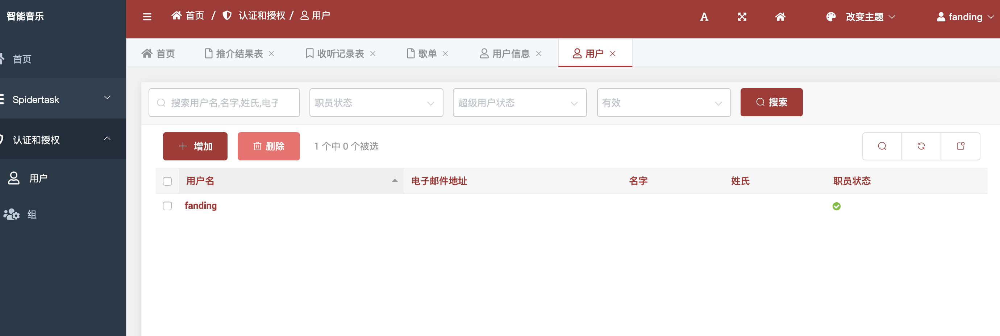 智能音乐
首页 / 认证和授权 / 用户
A 改变主题 fanding
首页
Spidertask
认证和授权
用户
组
首页 推介结果表 收听记录表 歌单 用户信息 用户
搜索用户名,名字,姓氏,电子 职员状态 超级用户状态 有效 搜索
增加 删除 1 个中 0 个被选
用户名 电子邮件地址 名字 姓氏 职员状态
fanding